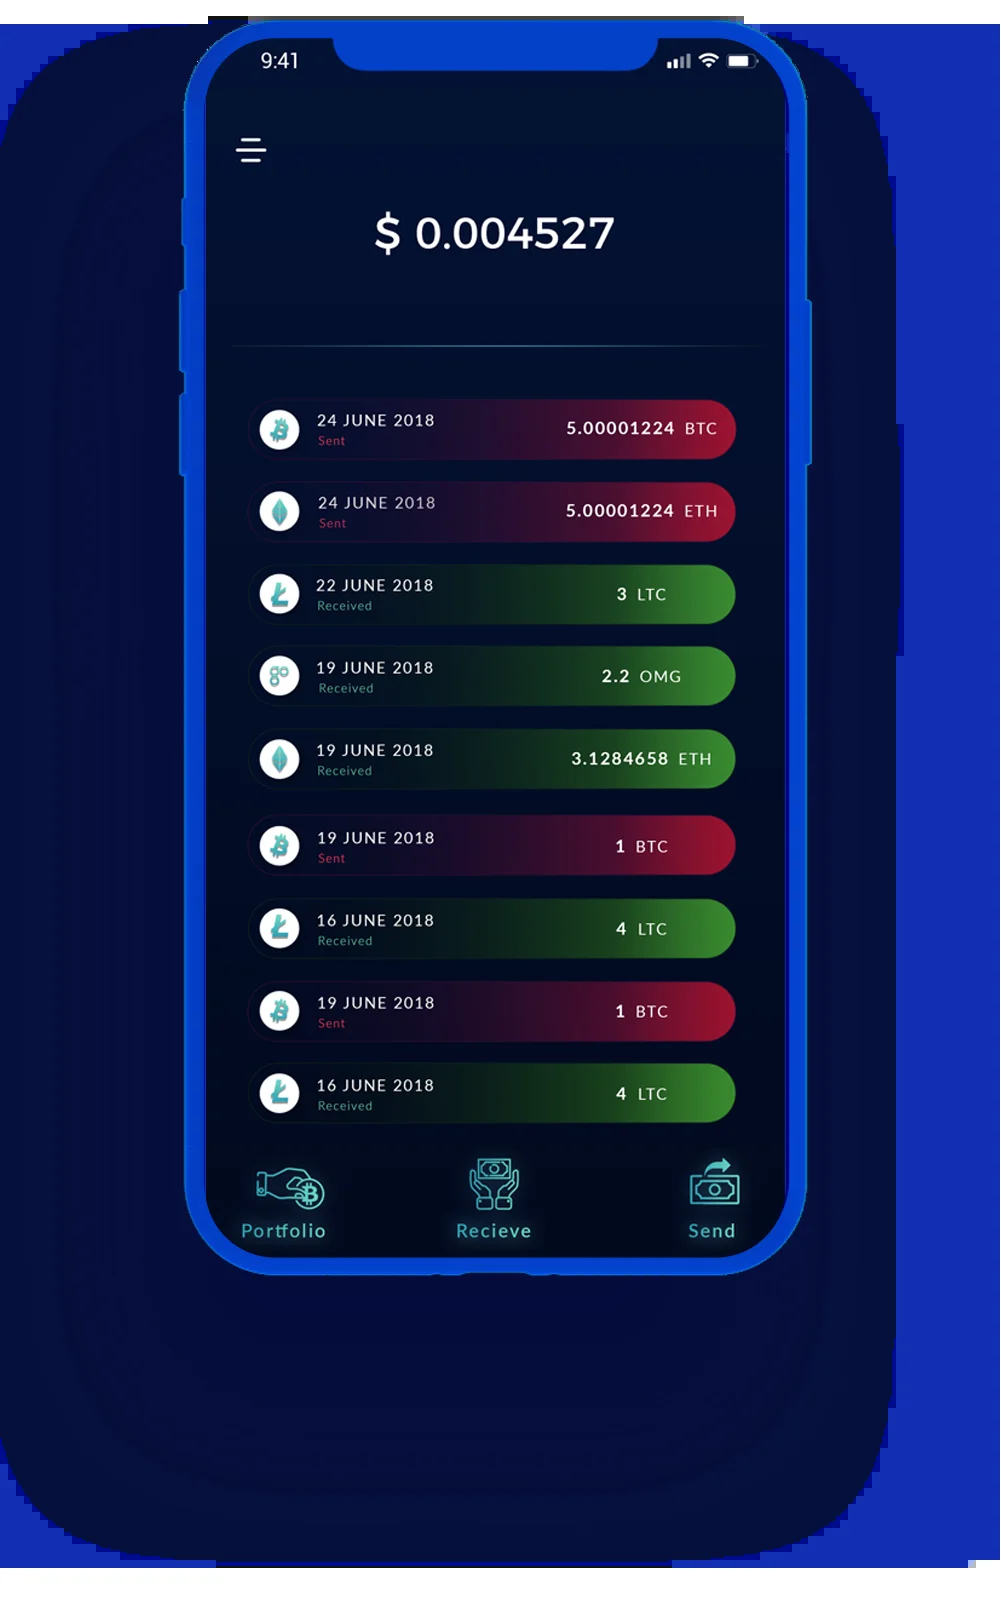 9:41
$ 0.004527
24 JUNE 2018
Sent
5.00001224 BTC
24 JUNE 2018
Sent
5.00001224 ETH
22 JUNE 2018
Received
3 LTC
19 JUNE 2018
Received
2.2 OMG
19 JUNE 2018
Received
3.1284658 ETH
19 JUNE 2018
Sent
1 BTC
16 JUNE 2018
Received
4 LTC
19 JUNE 2018
Sent
1 BTC
16 JUNE 2018
Received
4 LTC
Portfolio
Recieve
Send